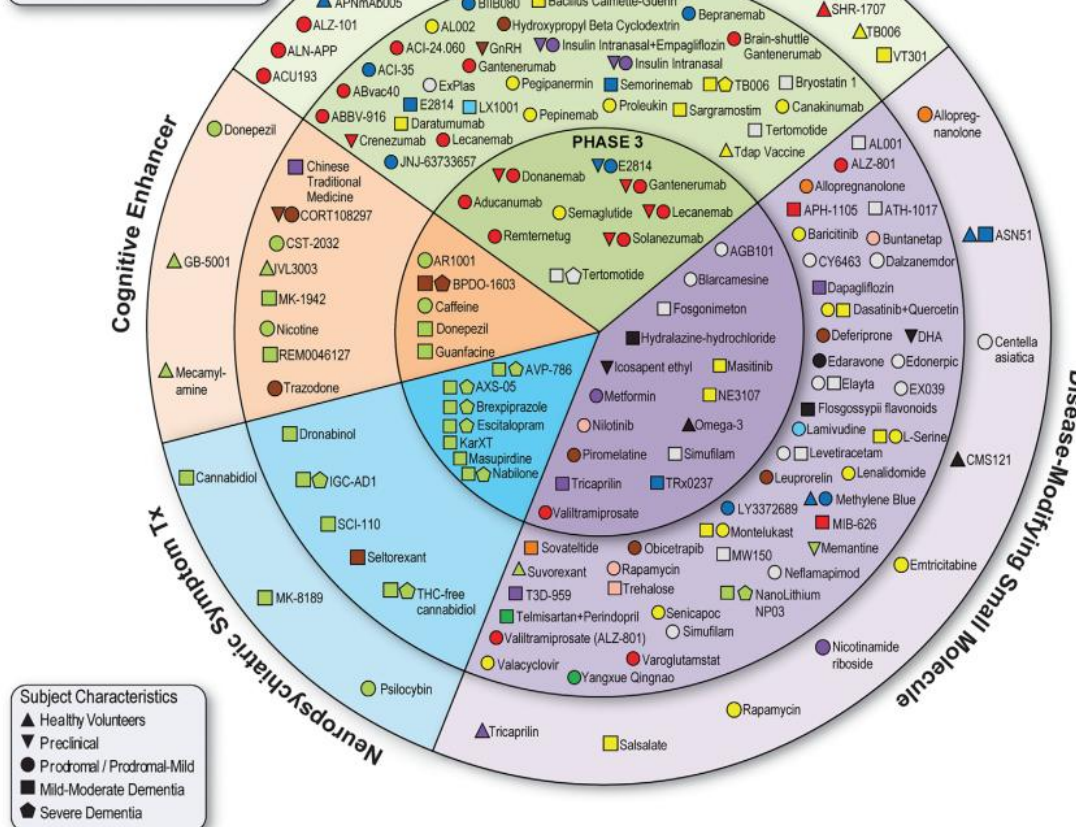 APNmAb005
ALZ-101
ALN-APP
ACU193
BIIB080
Bacillus Calmette-Guerin
AL002
Hydroxypropyl Beta Cyclodextrin
Bepranemab
ACI-24.060
GnRH
Insulin Intranasal+Empagliflozin
Brain-shuttle
Gantenerumab
ACI-35
Gantenerumab
Insulin Intranasal
ABvac40
ExPlas
Pegipanermin
Semorinemab
TB006
Bryostatin 1
E2814
LX1001
Proleukin
Sargramostim
Canakinumab
ABBV-916
Daratumumab
Pepinemab
Tertomotide
Crenezumab
Lecanemab
Tdap Vaccine
JNJ-63733657
SHR-1707
TB006
VT301
PHASE 3
Donanemab
E2814
Gantenerumab
Aducanumab
Semaglutide
Lecanemab
Remternetug
Solanezumab
Tertomotide
Cognitive Enhancer
Donepezil
GB-5001
Mecamyl-
amine
Chinese
Traditional
Medicine
CORT108297
CST-2032
IVL3003
MK-1942
Nicotine
REM0046127
Trazodone
AR1001
BPDO-1603
Caffeine
Donepezil
Guanfacine
AVP-786
AXS-05
Brexpiprazole
Escitalopram
KarXT
Masupirdine
Nabilone
Dronabinol
IGC-AD1
SCI-110
Seltorexant
THC-free
cannabidiol
Cannabidiol
MK-8189
Psilocybin
Neuropsychiatric Symptom Tx
AGB101
Blarcamesine
Fosgonimeton
Hydralazine-hydrochloride
Icosapent ethyl
Masitinib
Metformin
NE3107
Nilotinib
Omega-3
Piromelatine
Simufilam
Tricaprilin
TRx0237
Valiltramiprosate
AL001
ALZ-801
Allopregnanolone
APH-1105
ATH-1017
Baricitinib
Buntanetap
CY6463
Dalzanemdor
Dapagliflozin
Dasatinib+Quercetin
Deferiprone
DHA
Edaravone
Edonerpic
Elayta
EX039
Flosgossypii flavonoids
Lamivudine
L-Serine
Levetiracetam
Leuprorelin
Lenalidomide
LY3372689
Methylene Blue
MIB-626
Montelukast
MW150
Memantine
Neflamapimod
NanoLithium
NP03
Sovateltide
Obicetrapib
Suvorexant
Rapamycin
T3D-959
Trehalose
Telmisartan+Perindopril
Senicapoc
Simufilam
Valiltramiprosate (ALZ-801)
Valacyclovir
Varoglutamstat
Yangxue Qingnao
Allopreg-
nanolone
ASN51
Centella
asiatica
CMS121
Emtricitabine
Nicotinamide
riboside
Rapamycin
Salsalate
Tricaprilin
Disease-Modifying Small Molecule
Subject Characteristics
Healthy Volunteers
Preclinical
Prodromal / Prodromal-Mild
Mild-Moderate Dementia
Severe Dementia